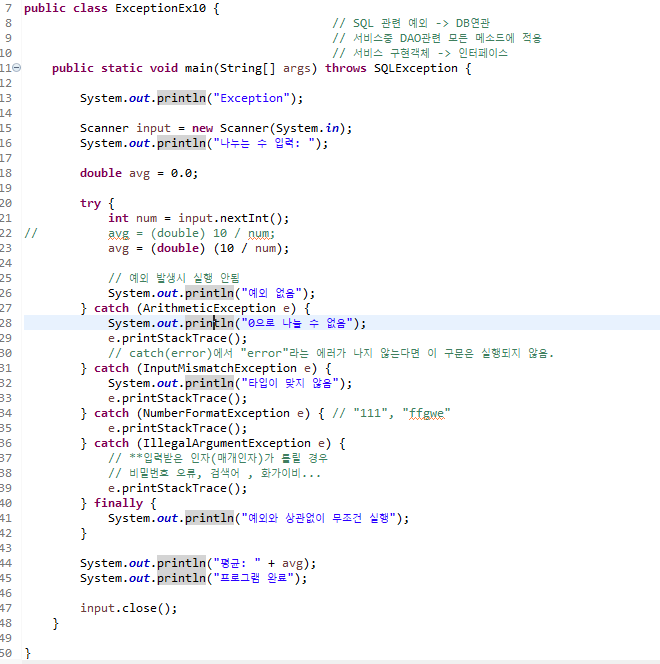 7 public class ExceptionEx10 {
8 // SQL 관련 예외 -> DB연관
9 // 서비스중 DAO관련 모든 메소드에 적용
10 // 서비스 구현객체 -> 인터페이스
11 public static void main(String[] args) throws SQLException {
12
13 System.out.println("Exception");
14
15 Scanner input = new Scanner(System.in);
16 System.out.println("나누는 수 입력: ");
17
18 double avg = 0.0;
19
20 try {
21 int num = input.nextInt();
22 // avg = (double) 10 / num;
23 avg = (double) (10 / num);
24
25 // 예외 발생시 실행 안됨
26 System.out.println("예외 없음");
27 } catch (ArithmeticException e) {
28 System.out.println("0으로 나눌 수 없음");
29 e.printStackTrace();
30 // catch(error)에서 "error"라는 에러가 나지 않는다면 이 구문은 실행되지 않음.
31 } catch (InputMismatchException e) {
32 System.out.println("타입이 맞지 않음");
33 e.printStackTrace();
34 } catch (NumberFormatException e) { // "111", "ffgwe"
35 e.printStackTrace();
36 } catch (IllegalArgumentException e) {
37 // **입력받은 인자(매개인자)가 틀릴 경우
38 // 비밀번호 오류, 검색어 , 화가이비...
39 e.printStackTrace();
40 } finally {
41 System.out.println("예외와 상관없이 무조건 실행");
42 }
43
44 System.out.println("평균: " + avg);
45 System.out.println("프로그램 완료");
46
47 input.close();
48 }
49
50 }